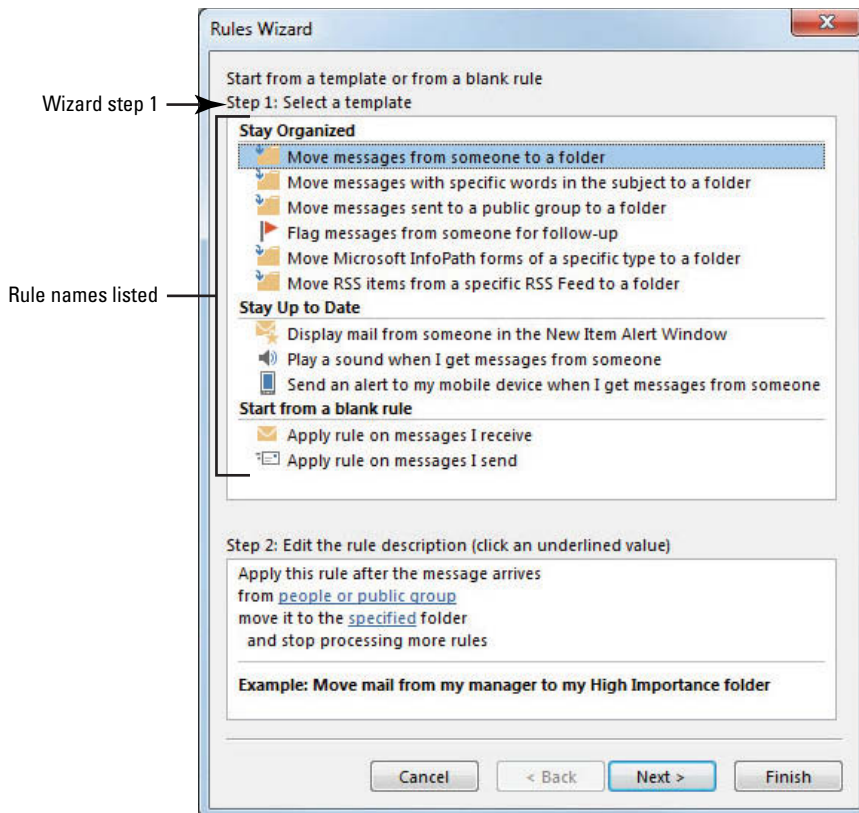 Rules Wizard
Start from a template or from a blank rule
Wizard step 1
Step 1: Select a template
Stay Organized
Move messages from someone to a folder
Move messages with specific words in the subject to a folder
Move messages sent to a public group to a folder
Flag messages from someone for follow-up
Move Microsoft InfoPath forms of a specific type to a folder
Move RSS items from a specific RSS Feed to a folder
Rule names listed
Stay Up to Date
Display mail from someone in the New Item Alert Window
Play a sound when I get messages from someone
Send an alert to my mobile device when I get messages from someone
Start from a blank rule
Apply rule on messages I receive
Apply rule on messages I send
Step 2: Edit the rule description (click an underlined value)
Apply this rule after the message arrives
from people or public group
move it to the specified folder
and stop processing more rules
Example: Move mail from my manager to my High Importance folder
Cancel
< Back
Next >
Finish